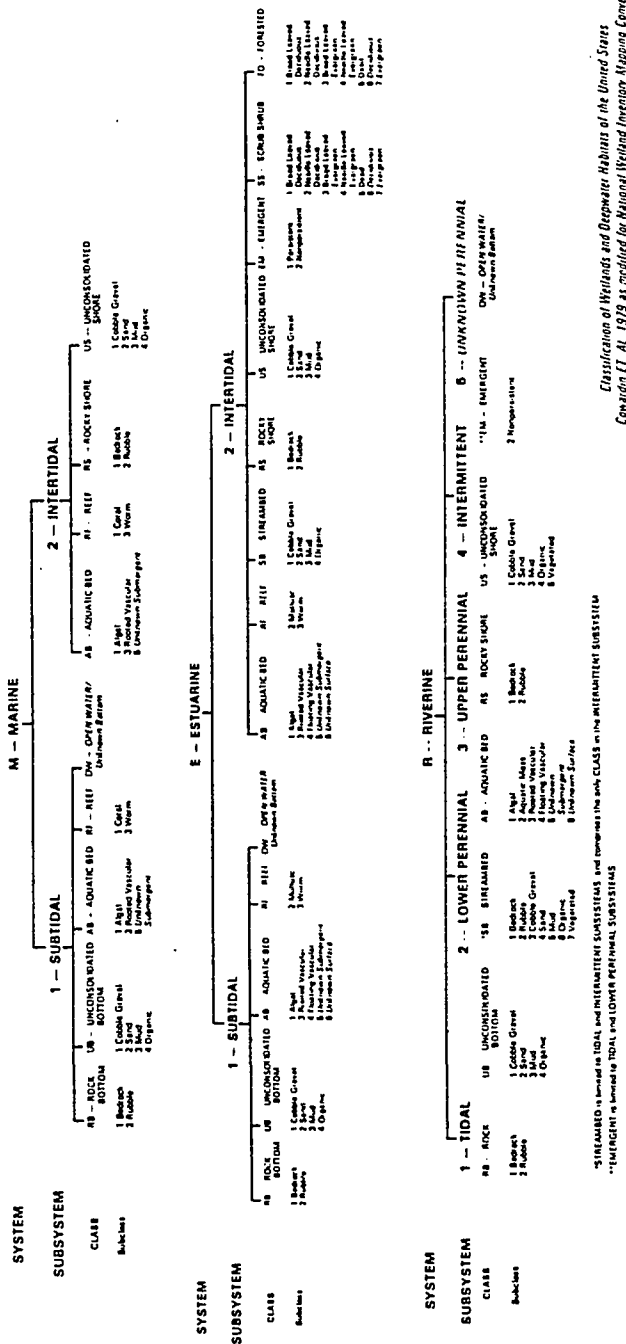 SYSTEM
M – MARINE
SUBSYSTEM
1 – SUBTIDAL
2 – INTERTIDAL
CLASS
RB – ROCK
BOTTOM
UB – UNCONSOLIDATED
BOTTOM
AB – AQUATIC BED
RF – REEF
OW – OPEN WATER/
Unknown Bottom
AB – AQUATIC BED
RF – REEF
RS – ROCKY SHORE
US – UNCONSOLIDATED
SHORE
Subclass
1 Bedrock
2 Rubble
1 Cobble Gravel
2 Sand
3 Mud
4 Organic
1 Algal
3 Rooted Vascular
5 Unknown
Submergent
1 Coral
3 Worm
1 Algal
3 Rooted Vascular
5 Unknown Submergent
1 Coral
3 Worm
1 Bedrock
2 Rubble
1 Cobble Gravel
2 Sand
3 Mud
4 Organic
SYSTEM
E – ESTUARINE
SUBSYSTEM
1 – SUBTIDAL
2 – INTERTIDAL
CLASS
RB ROCK
BOTTOM
UB UNCONSOLIDATED
BOTTOM
AB AQUATIC BED
RF REEF
OW OPEN WATER
Unknown Bottom
AB AQUATIC BED
RF REEF
SB STREAMBED
RS ROCKY
SHORE
US UNCONSOLIDATED
SHORE
EM – EMERGENT
SS – SCRUB SHRUB
FO – FORESTED
Subclass
1 Bedrock
2 Rubble
1 Cobble Gravel
2 Sand
3 Mud
4 Organic
1 Algal
3 Rooted Vascular
4 Floating Vascular
5 Unknown Submergent
6 Unknown Surface
2 Mollusc
3 Worm
1 Algal
3 Rooted Vascular
4 Floating Vascular
5 Unknown Submergent
6 Unknown Surface
2 Mollusc
3 Worm
1 Cobble Gravel
2 Sand
3 Mud
4 Organic
1 Bedrock
2 Rubble
1 Cobble Gravel
2 Sand
3 Mud
4 Organic
1 Persistent
2 Nonpersistent
1 Broad Leaved
Deciduous
2 Needle Leaved
Deciduous
3 Broad Leaved
Evergreen
4 Needle Leaved
Evergreen
5 Dead
6 Deciduous
7 Evergreen
1 Broad Leaved
Deciduous
2 Needle Leaved
Deciduous
3 Broad Leaved
Evergreen
4 Needle Leaved
Evergreen
5 Dead
6 Deciduous
7 Evergreen
SYSTEM
R -- RIVERINE
SUBSYSTEM
1 – TIDAL
2 -- LOWER PERENNIAL
3 -- UPPER PERENNIAL
4 – INTERMITTENT
5 -- UNKNOWN PERENNIAL
CLASS
RB – ROCK
UB UNCONSOLIDATED
BOTTOM
*SB STREAMBED
AB – AQUATIC BED
RS ROCKY SHORE
US – UNCONSOLIDATED
SHORE
**EM – EMERGENT
OW – OPEN WATER/
Unknown Bottom
Subclass
1 Bedrock
2 Rubble
1 Cobble Gravel
2 Sand
3 Mud
4 Organic
1 Bedrock
2 Rubble
3 Cobble Gravel
4 Sand
5 Mud
6 Organic
7 Vegetated
1 Algal
2 Aquatic Moss
3 Rooted Vascular
4 Floating Vascular
5 Unknown
Submergent
6 Unknown Surface
1 Bedrock
2 Rubble
1 Cobble Gravel
2 Sand
3 Mud
4 Organic
5 Vegetated
2 Nonpersistent
*STREAMBED is limited to TIDAL and INTERMITTENT SUBSYSTEMS and comprises the only CLASS in the INTERMITTENT SUBSYSTEM
**EMERGENT is limited to TIDAL and LOWER PERENNIAL SUBSYSTEMS
Classification of Wetlands and Deepwater Habitats of the United States
Cowardin ET AL 1979 as modified for National Wetland Inventory Mapping